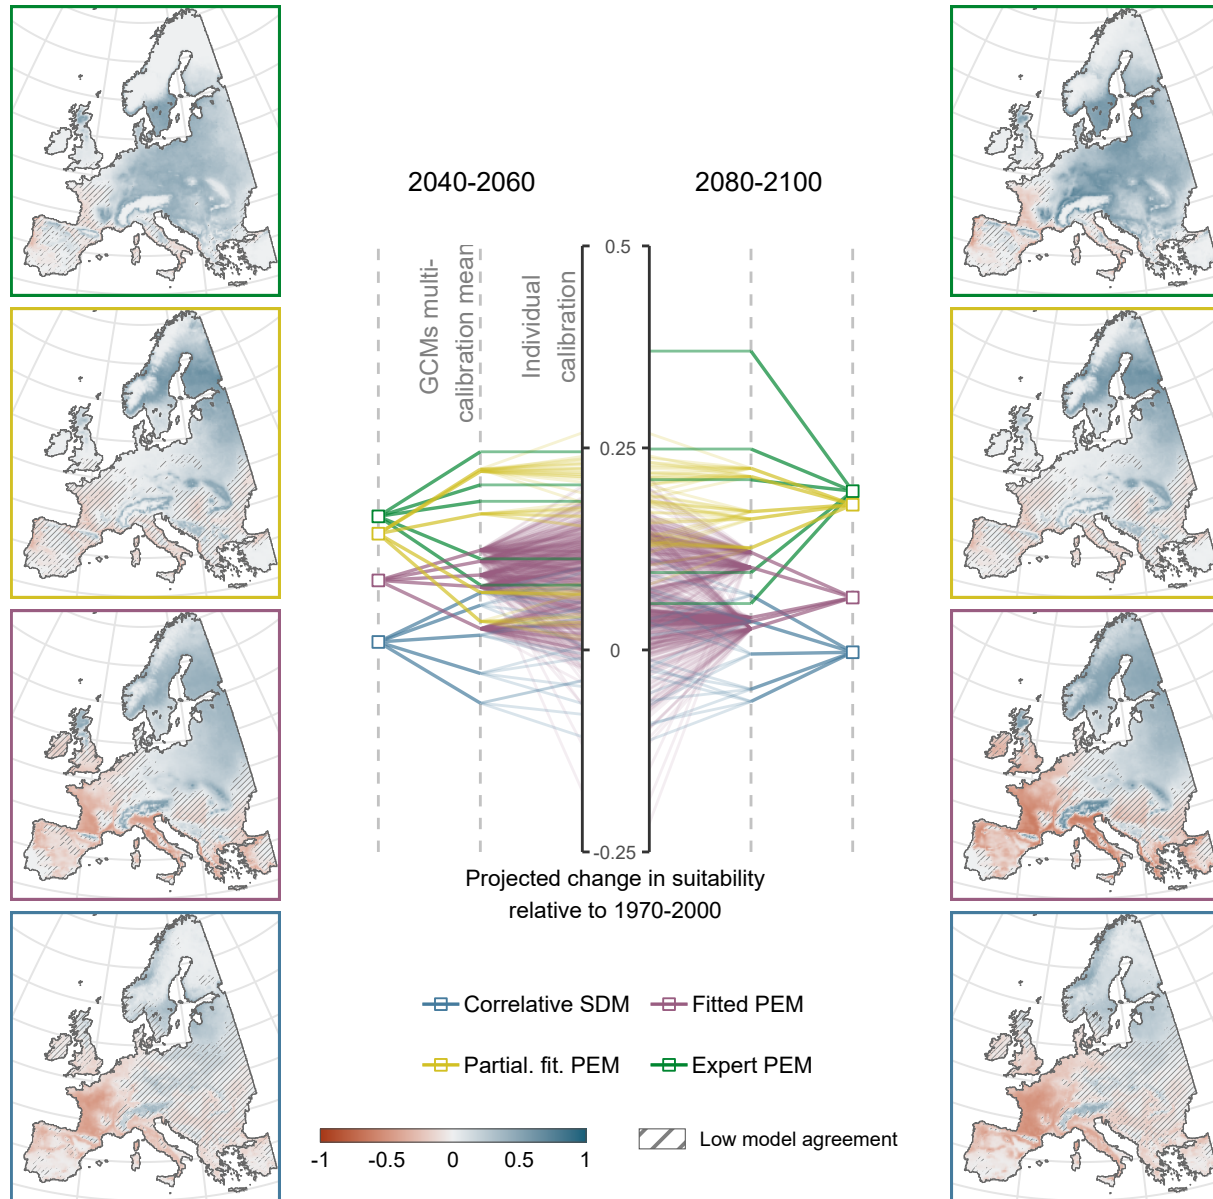 2040-2060
2080-2100
GCMs multi-
calibration mean
Individual
calibration
0.5
0.25
0
-0.25
Projected change in suitability
relative to 1970-2000
Correlative SDM
Fitted PEM
Partial. fit. PEM
Expert PEM
-1
-0.5
0
0.5
1
Low model agreement